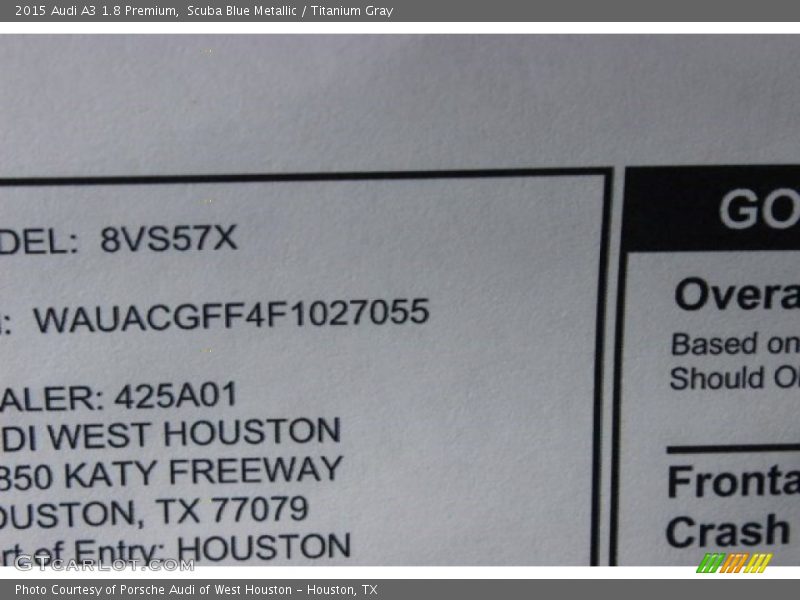 2015 Audi A3 1.8 Premium, Scuba Blue Metallic / Titanium Gray
DEL: 8VS57X
: WAUACGFF4F1027055
ALER: 425A01
DI WEST HOUSTON
850 KATY FREEWAY
OUSTON, TX 77079
rt of Entry: HOUSTON
GO
Overa
Based on
Should O
Fronta
Crash
GTCARLOT.COM
Photo Courtesy of Porsche Audi of West Houston - Houston, TX